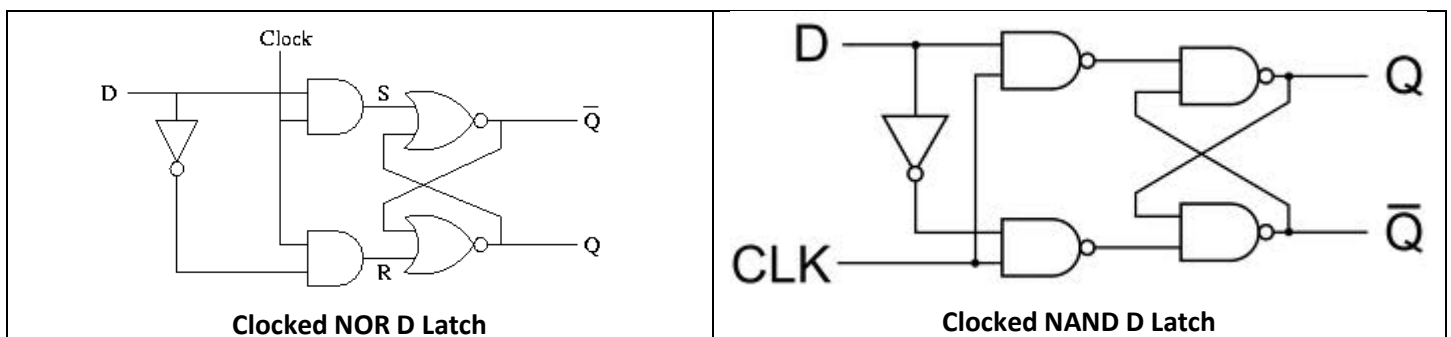 Clock
D
S
Q̅
R
Q
Clocked NOR D Latch
D
Q
CLK
Q̅
Clocked NAND D Latch